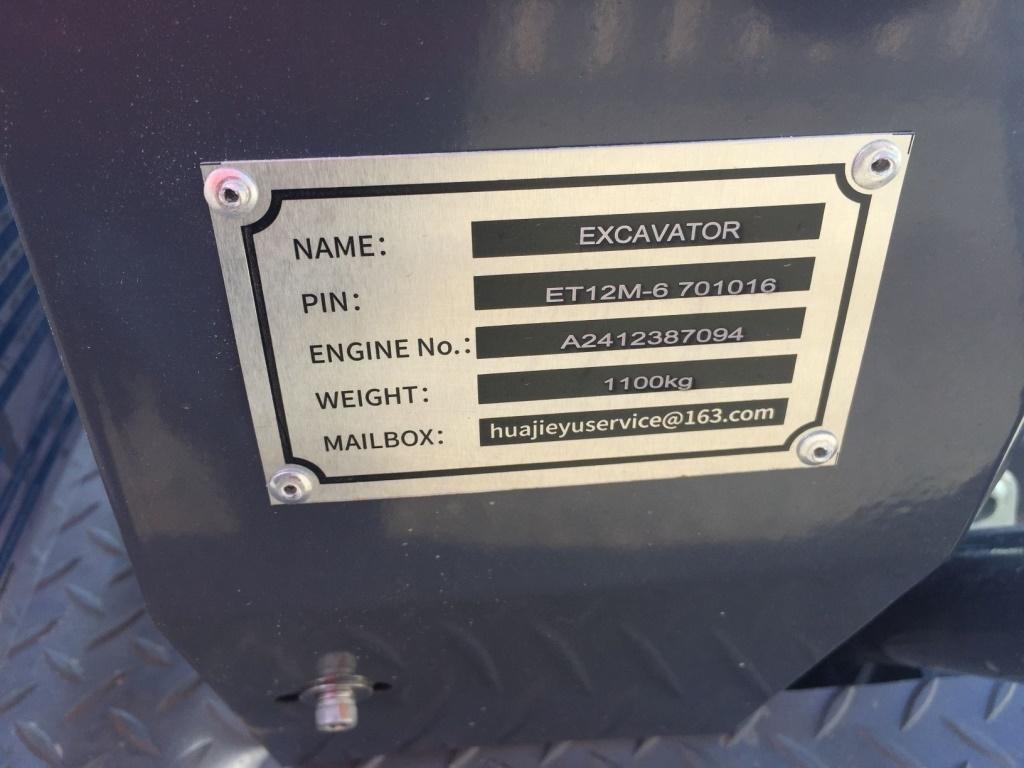 NAME: EXCAVATOR
PIN: ET12M-6 701016
ENGINE No.: A2412387094
WEIGHT: 1100kg
MAILBOX: huajieyuservice@163.com